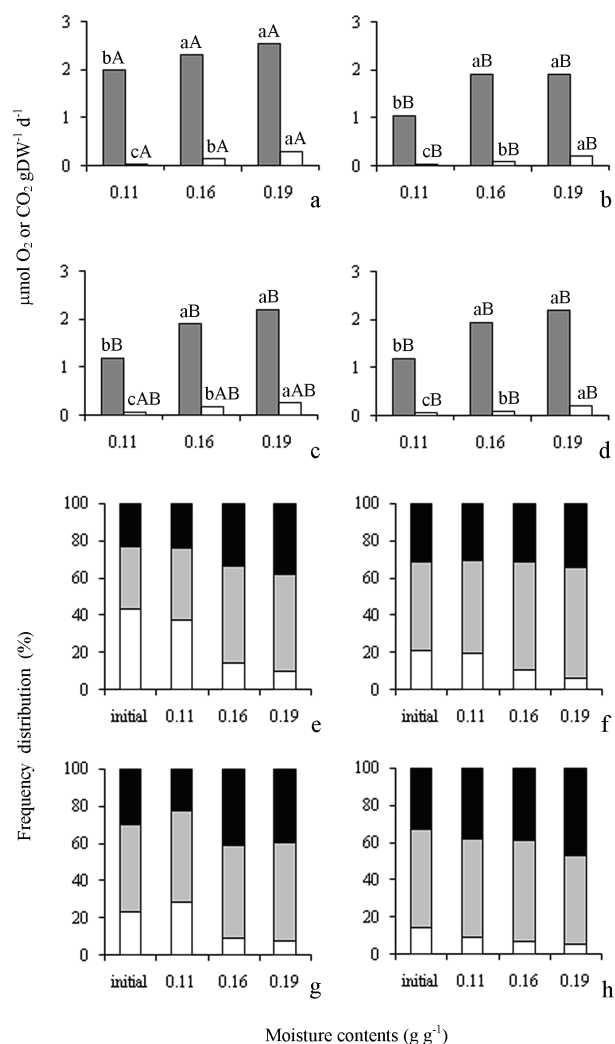 μmol O₂ or CO₂ gDW⁻¹ d⁻¹
3
2
1
0
bA
cA
aA
bA
aA
aA
0.11 0.16 0.19
a
3
2
1
0
bB
cB
aB
bB
aB
aB
0.11 0.16 0.19
b
3
2
1
0
bB
cAB
aB
bAB
aB
aAB
0.11 0.16 0.19
c
3
2
1
0
bB
cB
aB
bB
aB
aB
0.11 0.16 0.19
d
Frequency distribution (%)
100
80
60
40
20
0
initial 0.11 0.16 0.19
e
100
80
60
40
20
0
initial 0.11 0.16 0.19
f
100
80
60
40
20
0
initial 0.11 0.16 0.19
g
100
80
60
40
20
0
initial 0.11 0.16 0.19
h
Moisture contents (g g⁻¹)